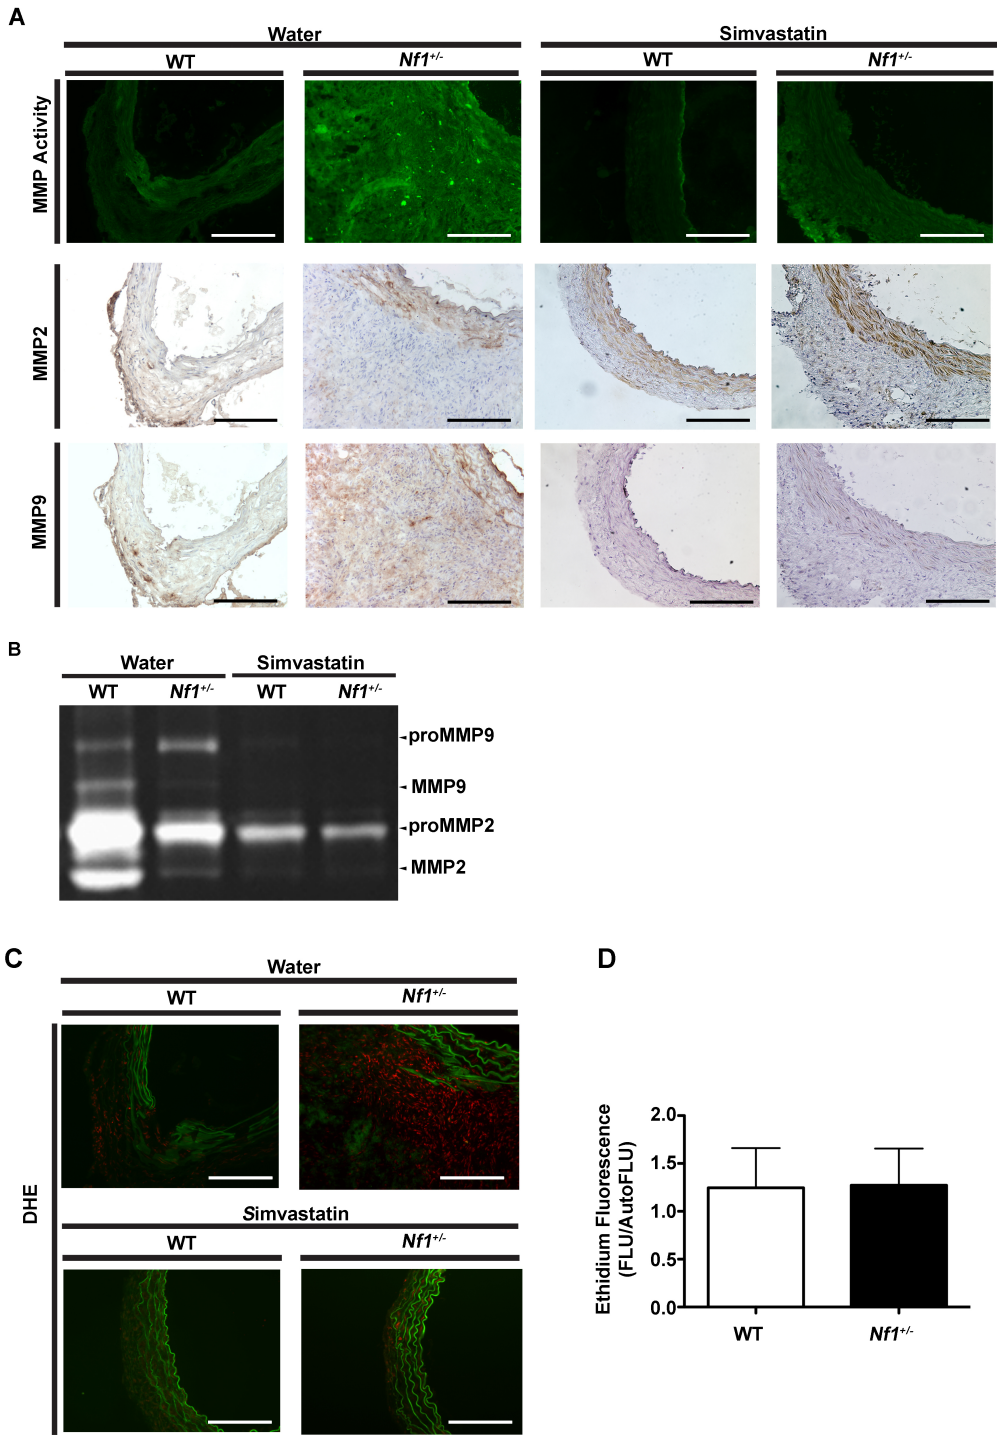 A
Water
Simvastatin
WT
Nf1+/-
WT
Nf1+/-
MMP Activity
MMP2
MMP9
B
Water
Simvastatin
WT
Nf1+/-
WT
Nf1+/-
proMMP9
MMP9
proMMP2
MMP2
C
Water
WT
Nf1+/-
DHE
Simvastatin
WT
Nf1+/-
D
Ethidium Fluorescence
(FLU/AutoFLU)
2.0
1.5
1.0
0.5
0.0
WT
Nf1+/-